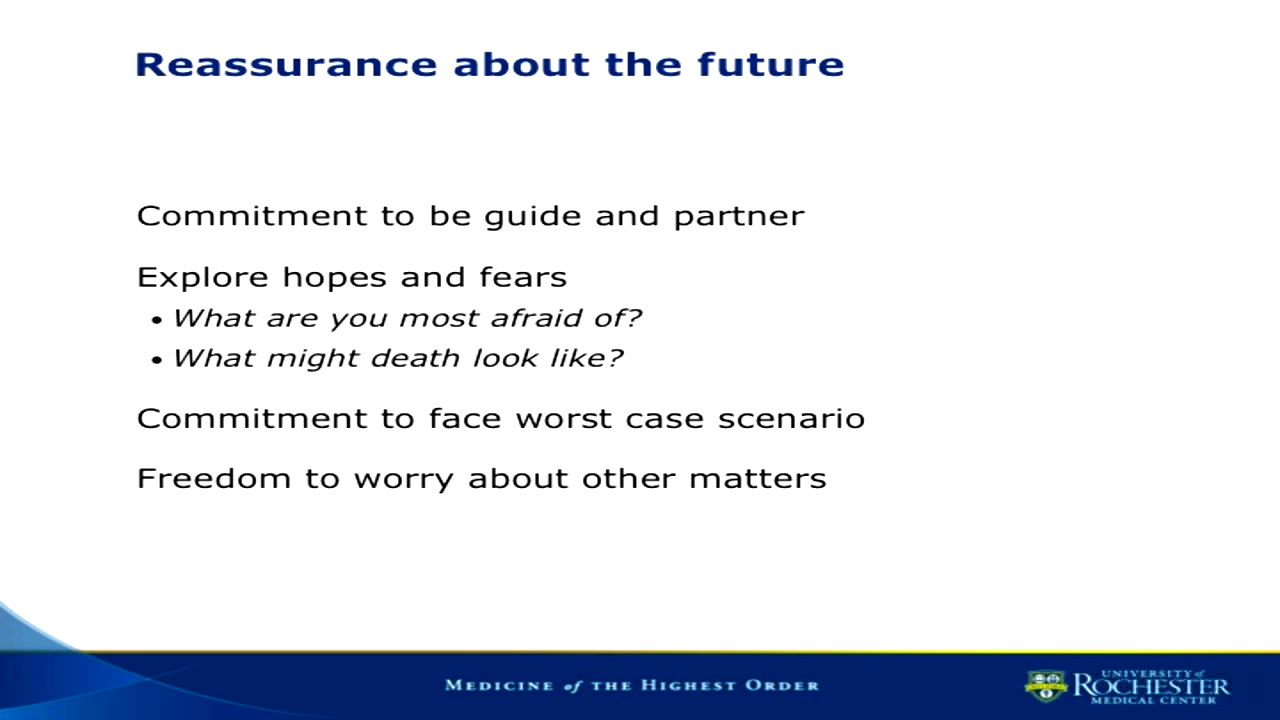 Reassurance about the future
Commitment to be guide and partner
Explore hopes and fears
• What are you most afraid of?
• What might death look like?
Commitment to face worst case scenario
Freedom to worry about other matters
MEDICINE of THE HIGHEST ORDER
UNIVERSITY of
ROCHESTER
MEDICAL CENTER